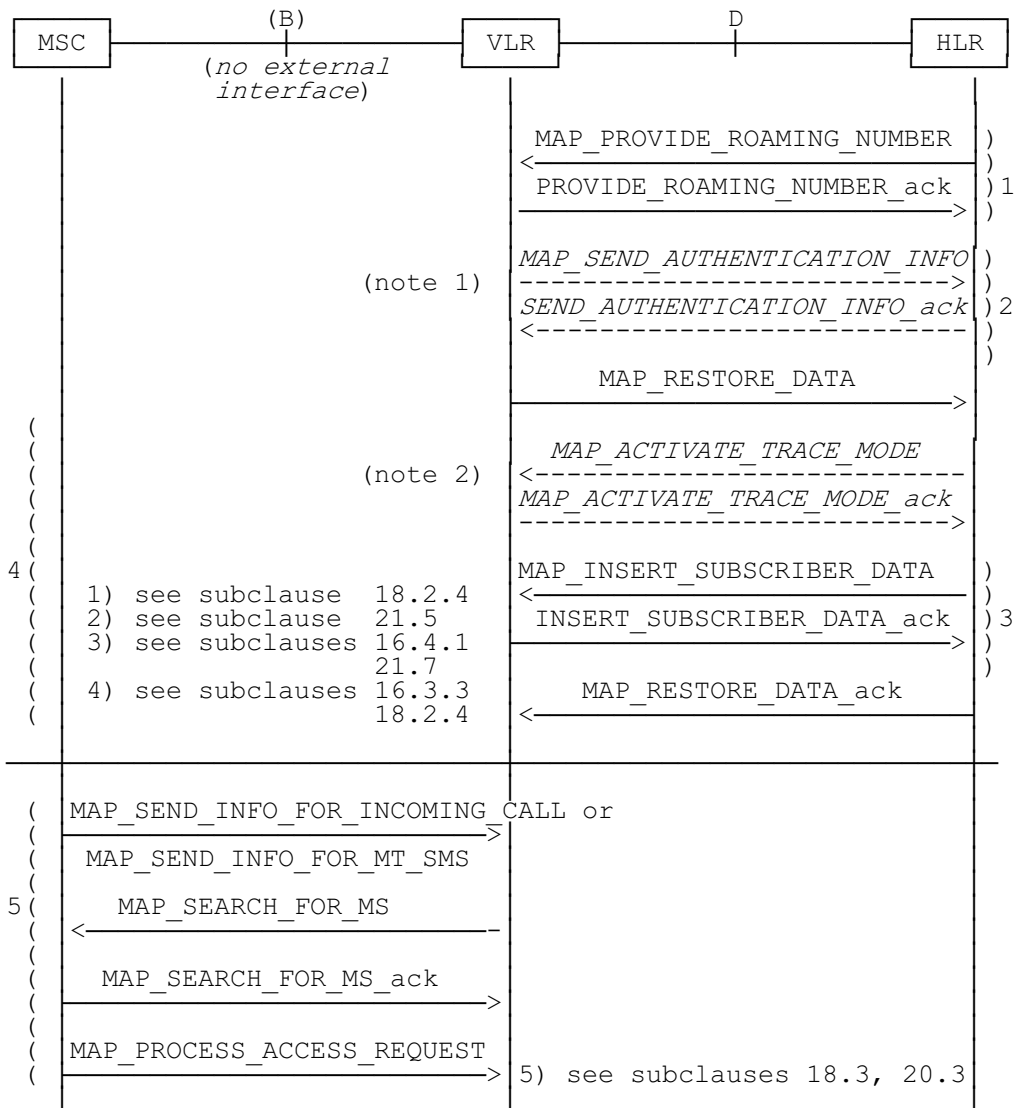 (B) D
MSC VLR HLR
(no external
interface)
MAP_PROVIDE_ROAMING_NUMBER )
)
PROVIDE_ROAMING_NUMBER_ack )1
)
MAP_SEND_AUTHENTICATION_INFO )
(note 1) )
SEND_AUTHENTICATION_INFO_ack )2
)
)
MAP_RESTORE_DATA
(
(
( MAP_ACTIVATE_TRACE_MODE
( (note 2)
( MAP_ACTIVATE_TRACE_MODE_ack
(
(
4( MAP_INSERT_SUBSCRIBER_DATA )
( 1) see subclause 18.2.4 )
( 2) see subclause 21.5 INSERT_SUBSCRIBER_DATA_ack )3
( 3) see subclauses 16.4.1 )
( 21.7 )
( 4) see subclauses 16.3.3 MAP_RESTORE_DATA_ack
( 18.2.4
( MAP_SEND_INFO_FOR_INCOMING_CALL or
(
( MAP_SEND_INFO_FOR_MT_SMS
(
5( MAP_SEARCH_FOR_MS
(
(
( MAP_SEARCH_FOR_MS_ack
(
(
( MAP_PROCESS_ACCESS_REQUEST
( 5) see subclauses 18.3, 20.3